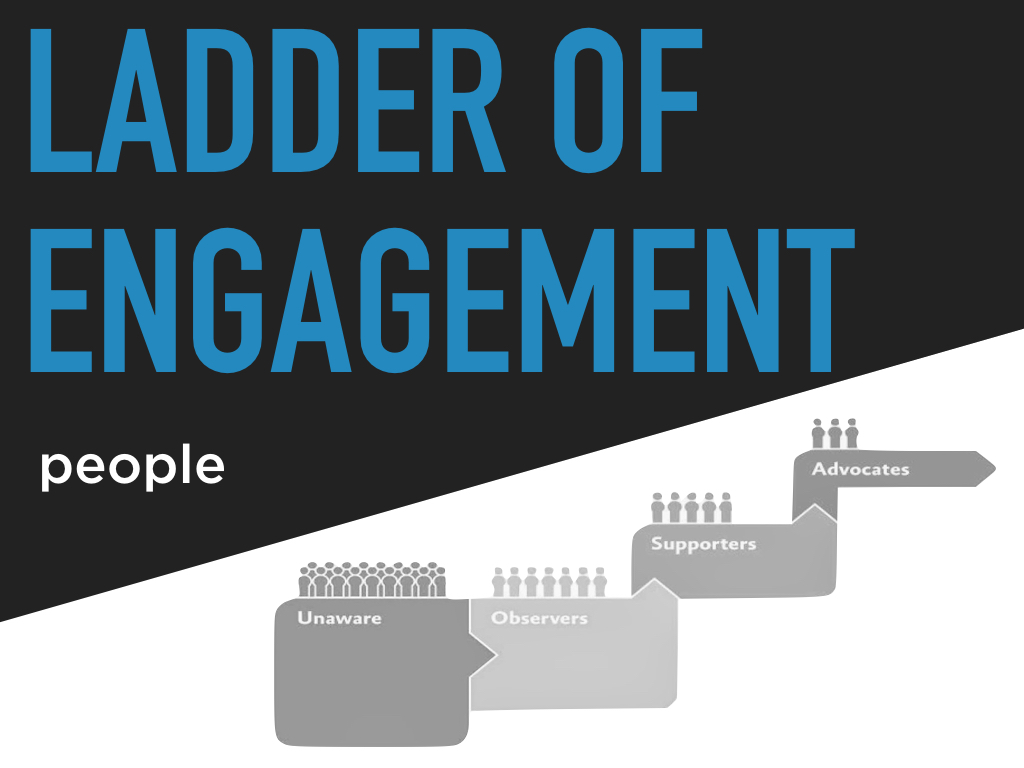 LADDER OF
ENGAGEMENT
people
Advocates
Supporters
Unaware
Observers